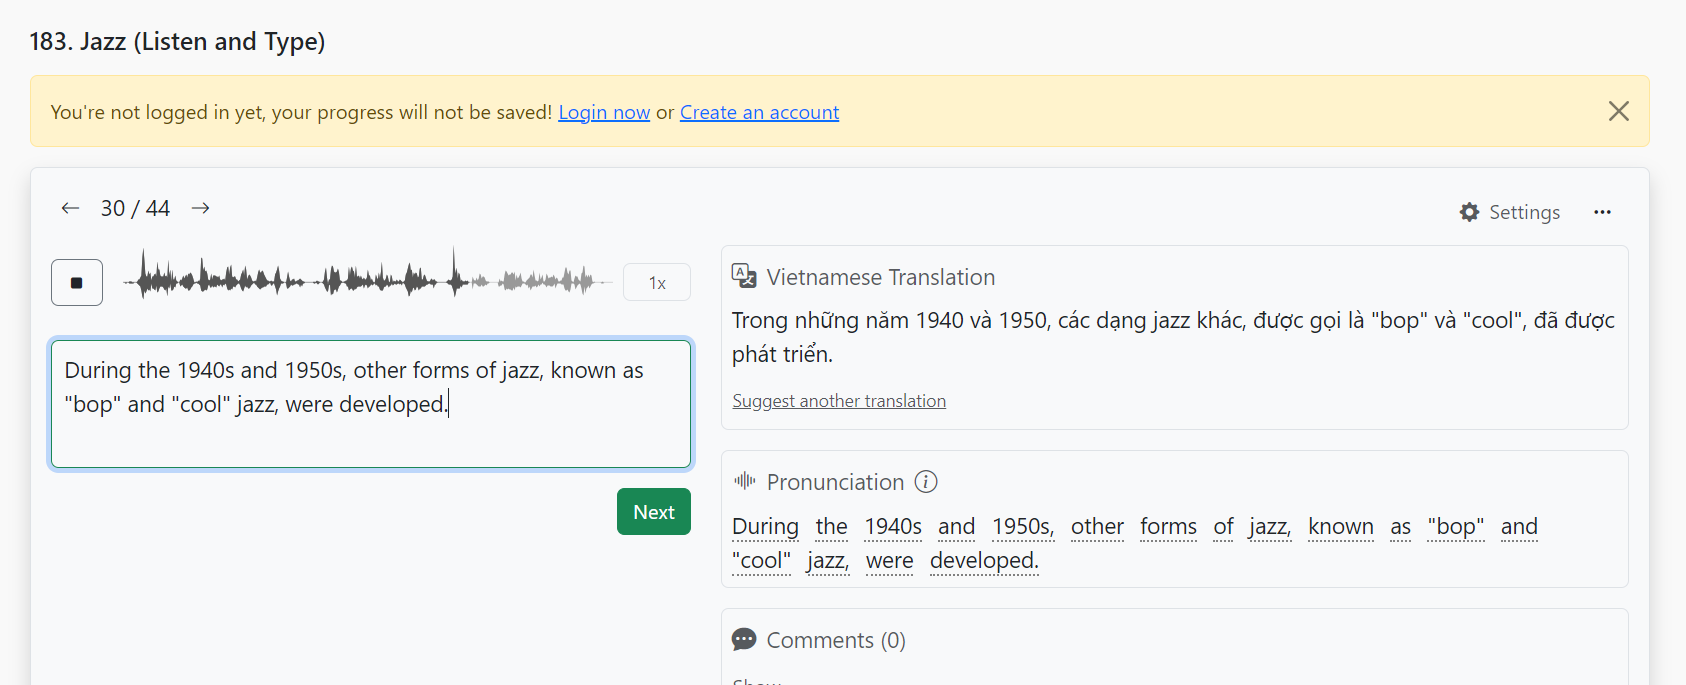 183. Jazz (Listen and Type)
You're not logged in yet, your progress will not be saved! Login now or Create an account
30 / 44
Settings
1x
During the 1940s and 1950s, other forms of jazz, known as
"bop" and "cool" jazz, were developed.
Next
Vietnamese Translation
Trong những năm 1940 và 1950, các dạng jazz khác, được gọi là "bop" và "cool", đã được
phát triển.
Suggest another translation
Pronunciation
During the 1940s and 1950s, other forms of jazz, known as "bop" and
"cool" jazz, were developed.
Comments (0)